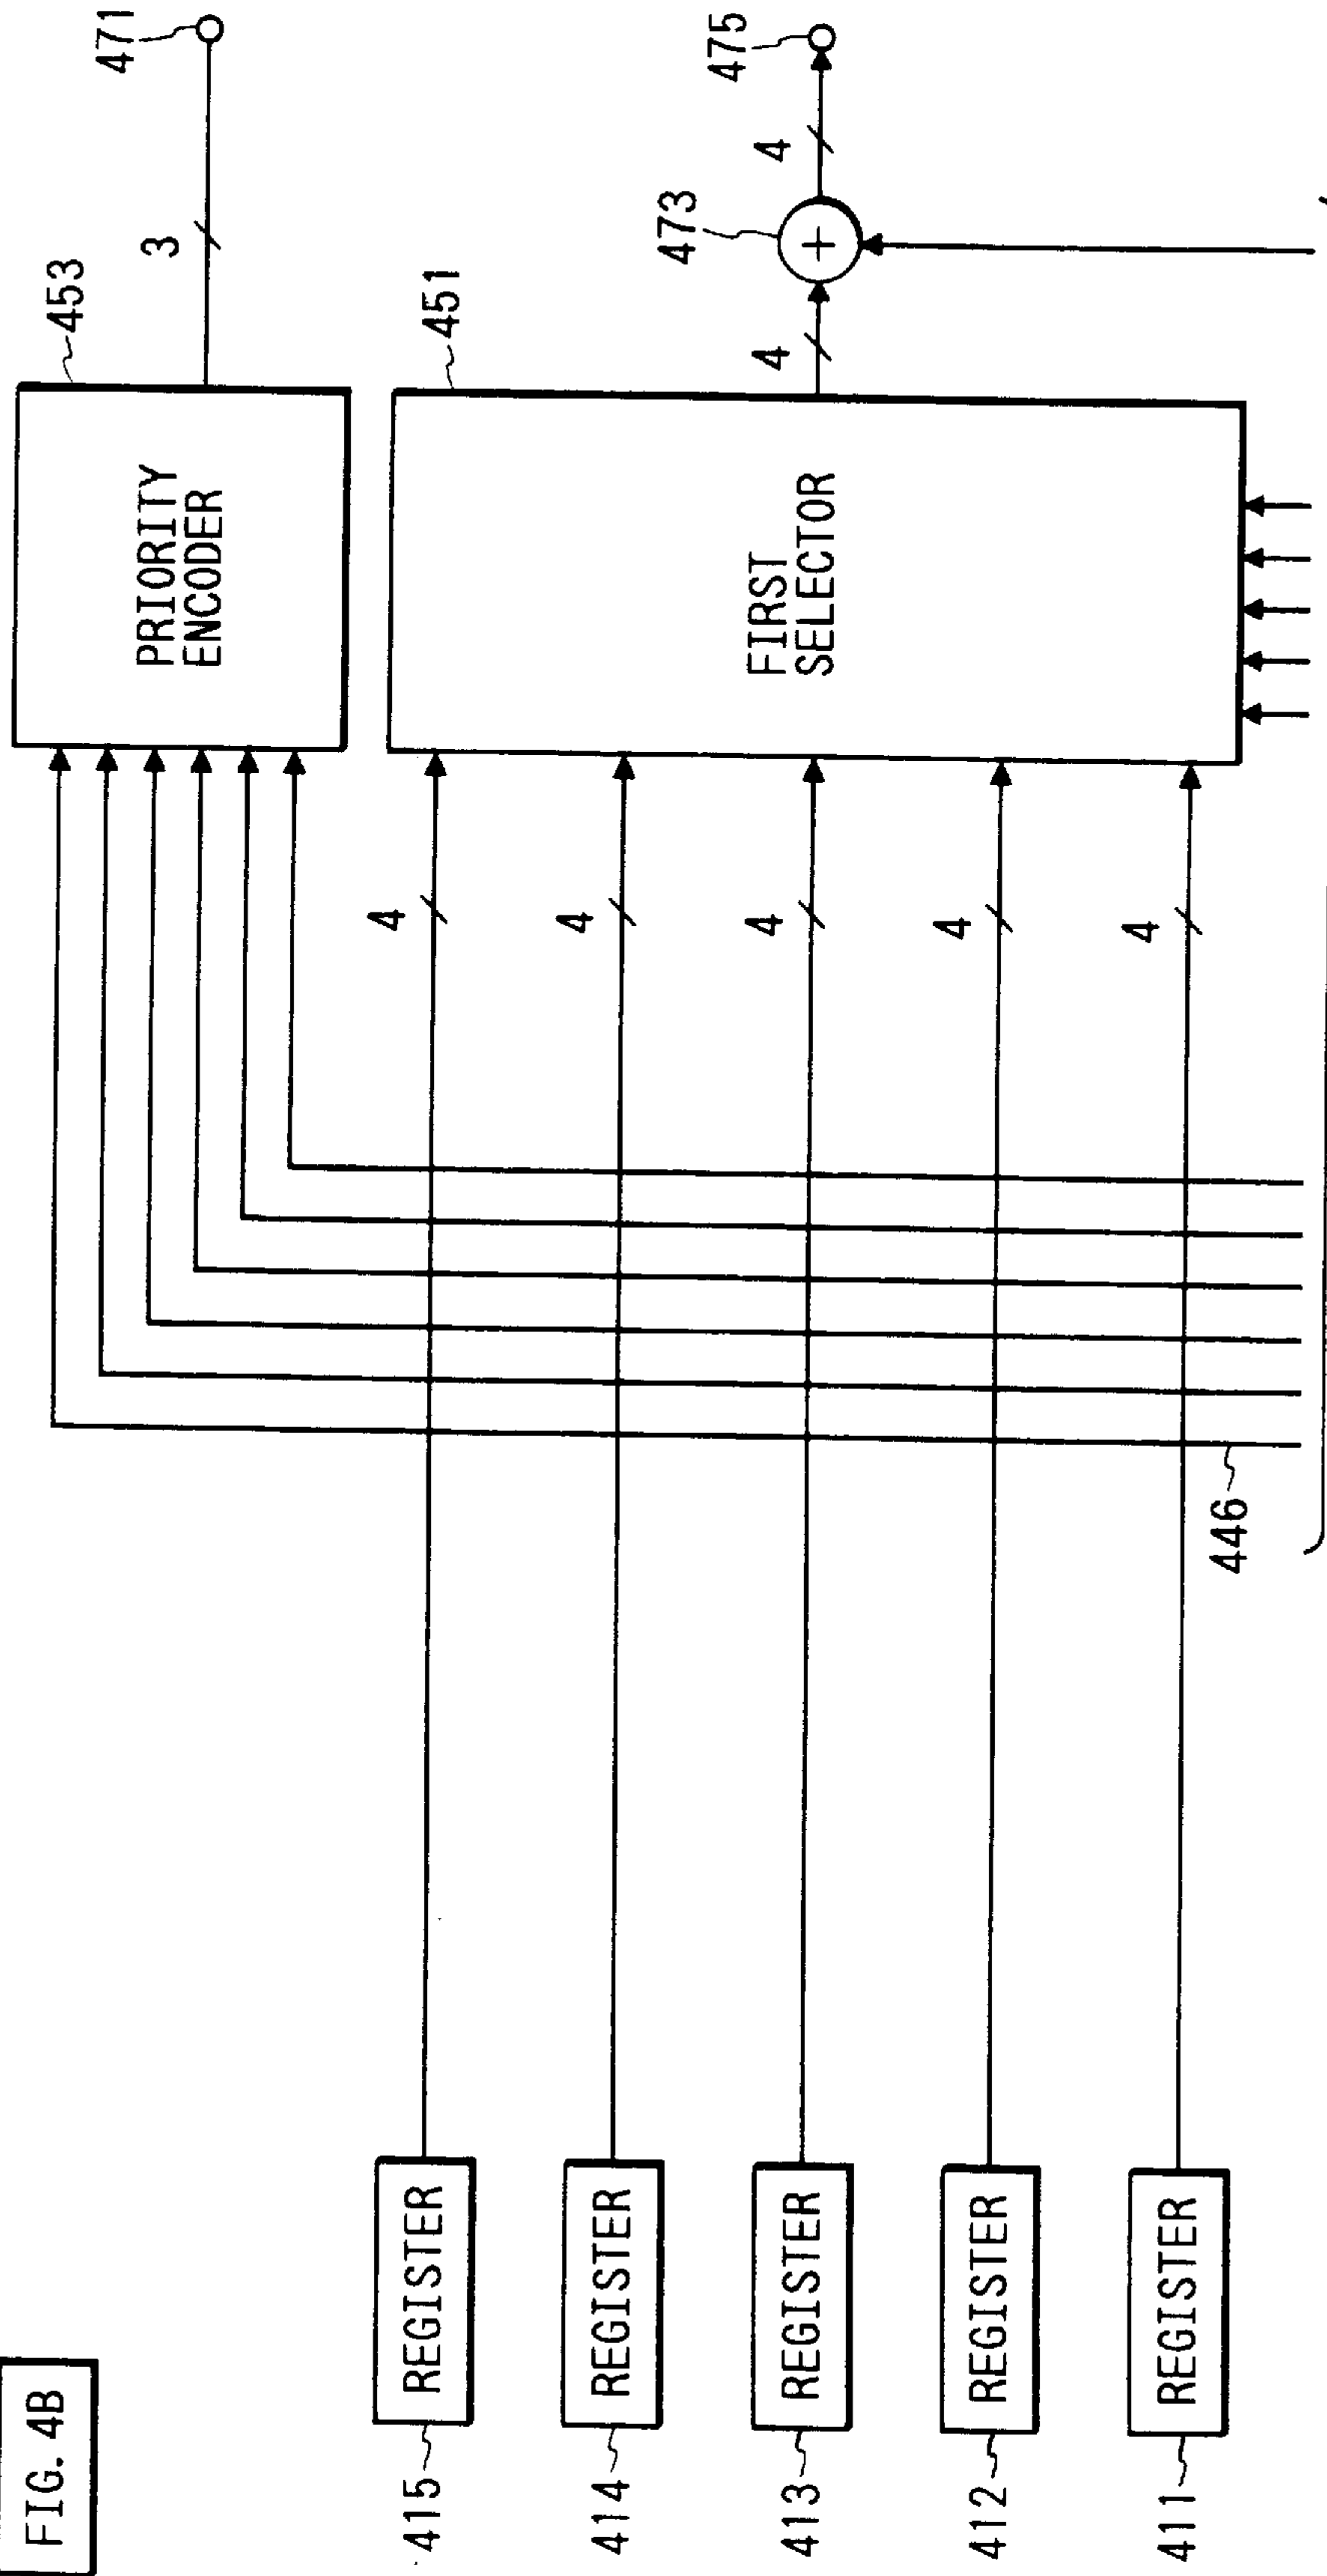 FIG. 4B
471
3
453
PRIORITY
ENCODER
475
4
473
4
451
FIRST
SELECTOR
4
4
4
4
4
446
415
REGISTER
414
REGISTER
413
REGISTER
412
REGISTER
411
REGISTER